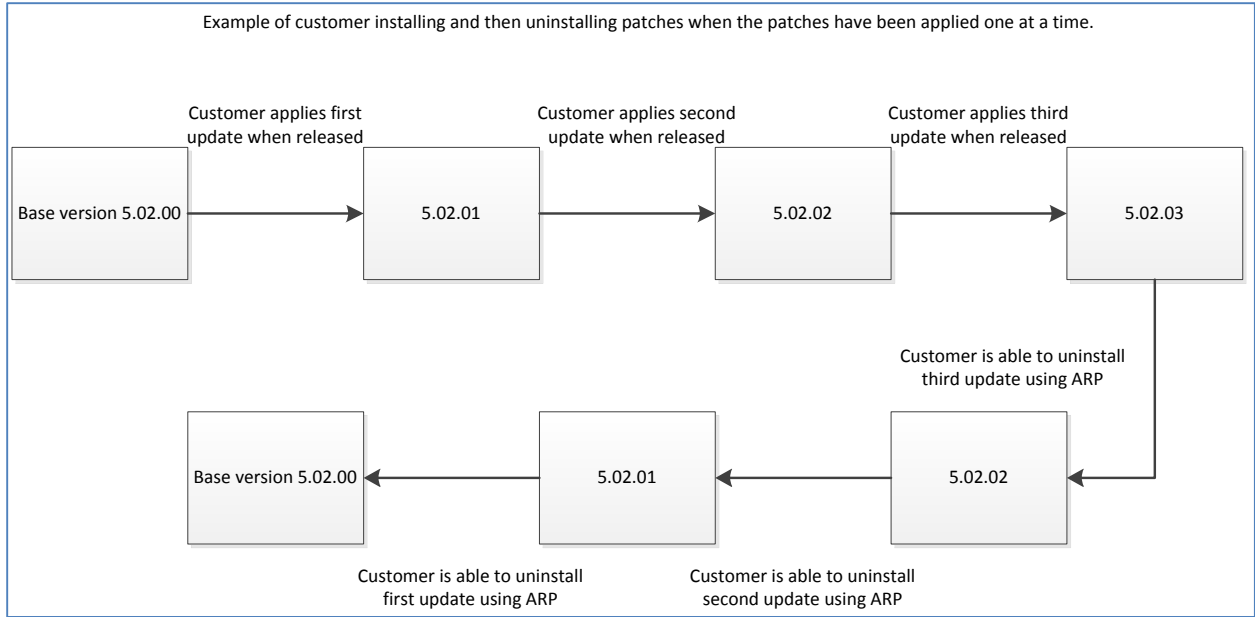 Example of customer installing and then uninstalling patches when the patches have been applied one at a time.
Customer applies first
update when released
Customer applies second
update when released
Customer applies third
update when released
Base version 5.02.00
5.02.01
5.02.02
5.02.03
Customer is able to uninstall
third update using ARP
Base version 5.02.00
5.02.01
5.02.02
Customer is able to uninstall
first update using ARP
Customer is able to uninstall
second update using ARP